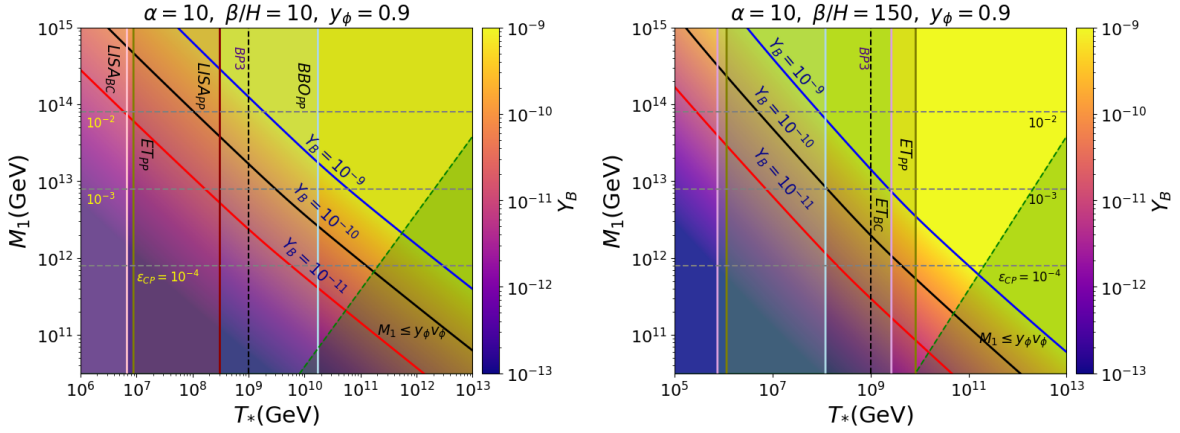 α = 10, β/H = 10, y_ϕ = 0.9
10^15
10^14
10^13
10^12
10^11
M_1(GeV)
LISA_BC
ET_PP
LISA_PP
BP3
BBO_PP
10^-2
10^-3
ε_CP = 10^-4
Y_B = 10^-9
Y_B = 10^-10
Y_B = 10^-11
M_1 ≤ y_ϕ v_ϕ
10^6 10^7 10^8 10^9 10^10 10^11 10^12 10^13
T_*(GeV)
10^-9
10^-10
10^-11
10^-12
10^-13
Y_B
α = 10, β/H = 150, y_ϕ = 0.9
10^15
10^14
10^13
10^12
10^11
M_1(GeV)
BP3
ET_PP
ET_BC
Y_B = 10^-9
Y_B = 10^-10
Y_B = 10^-11
10^-2
10^-3
ε_CP = 10^-4
M_1 ≤ y_ϕ v_ϕ
10^5 10^7 10^9 10^11 10^13
T_*(GeV)
10^-9
10^-10
10^-11
10^-12
10^-13
Y_B